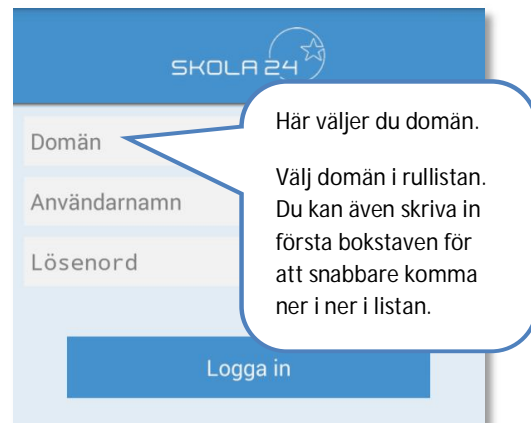 SKOLA 24
Domän
Användarnamn
Lösenord
Logga in
Här väljer du domän.
Välj domän i rullistan.
Du kan även skriva in
första bokstaven för
att snabbare komma
ner i ner i listan.